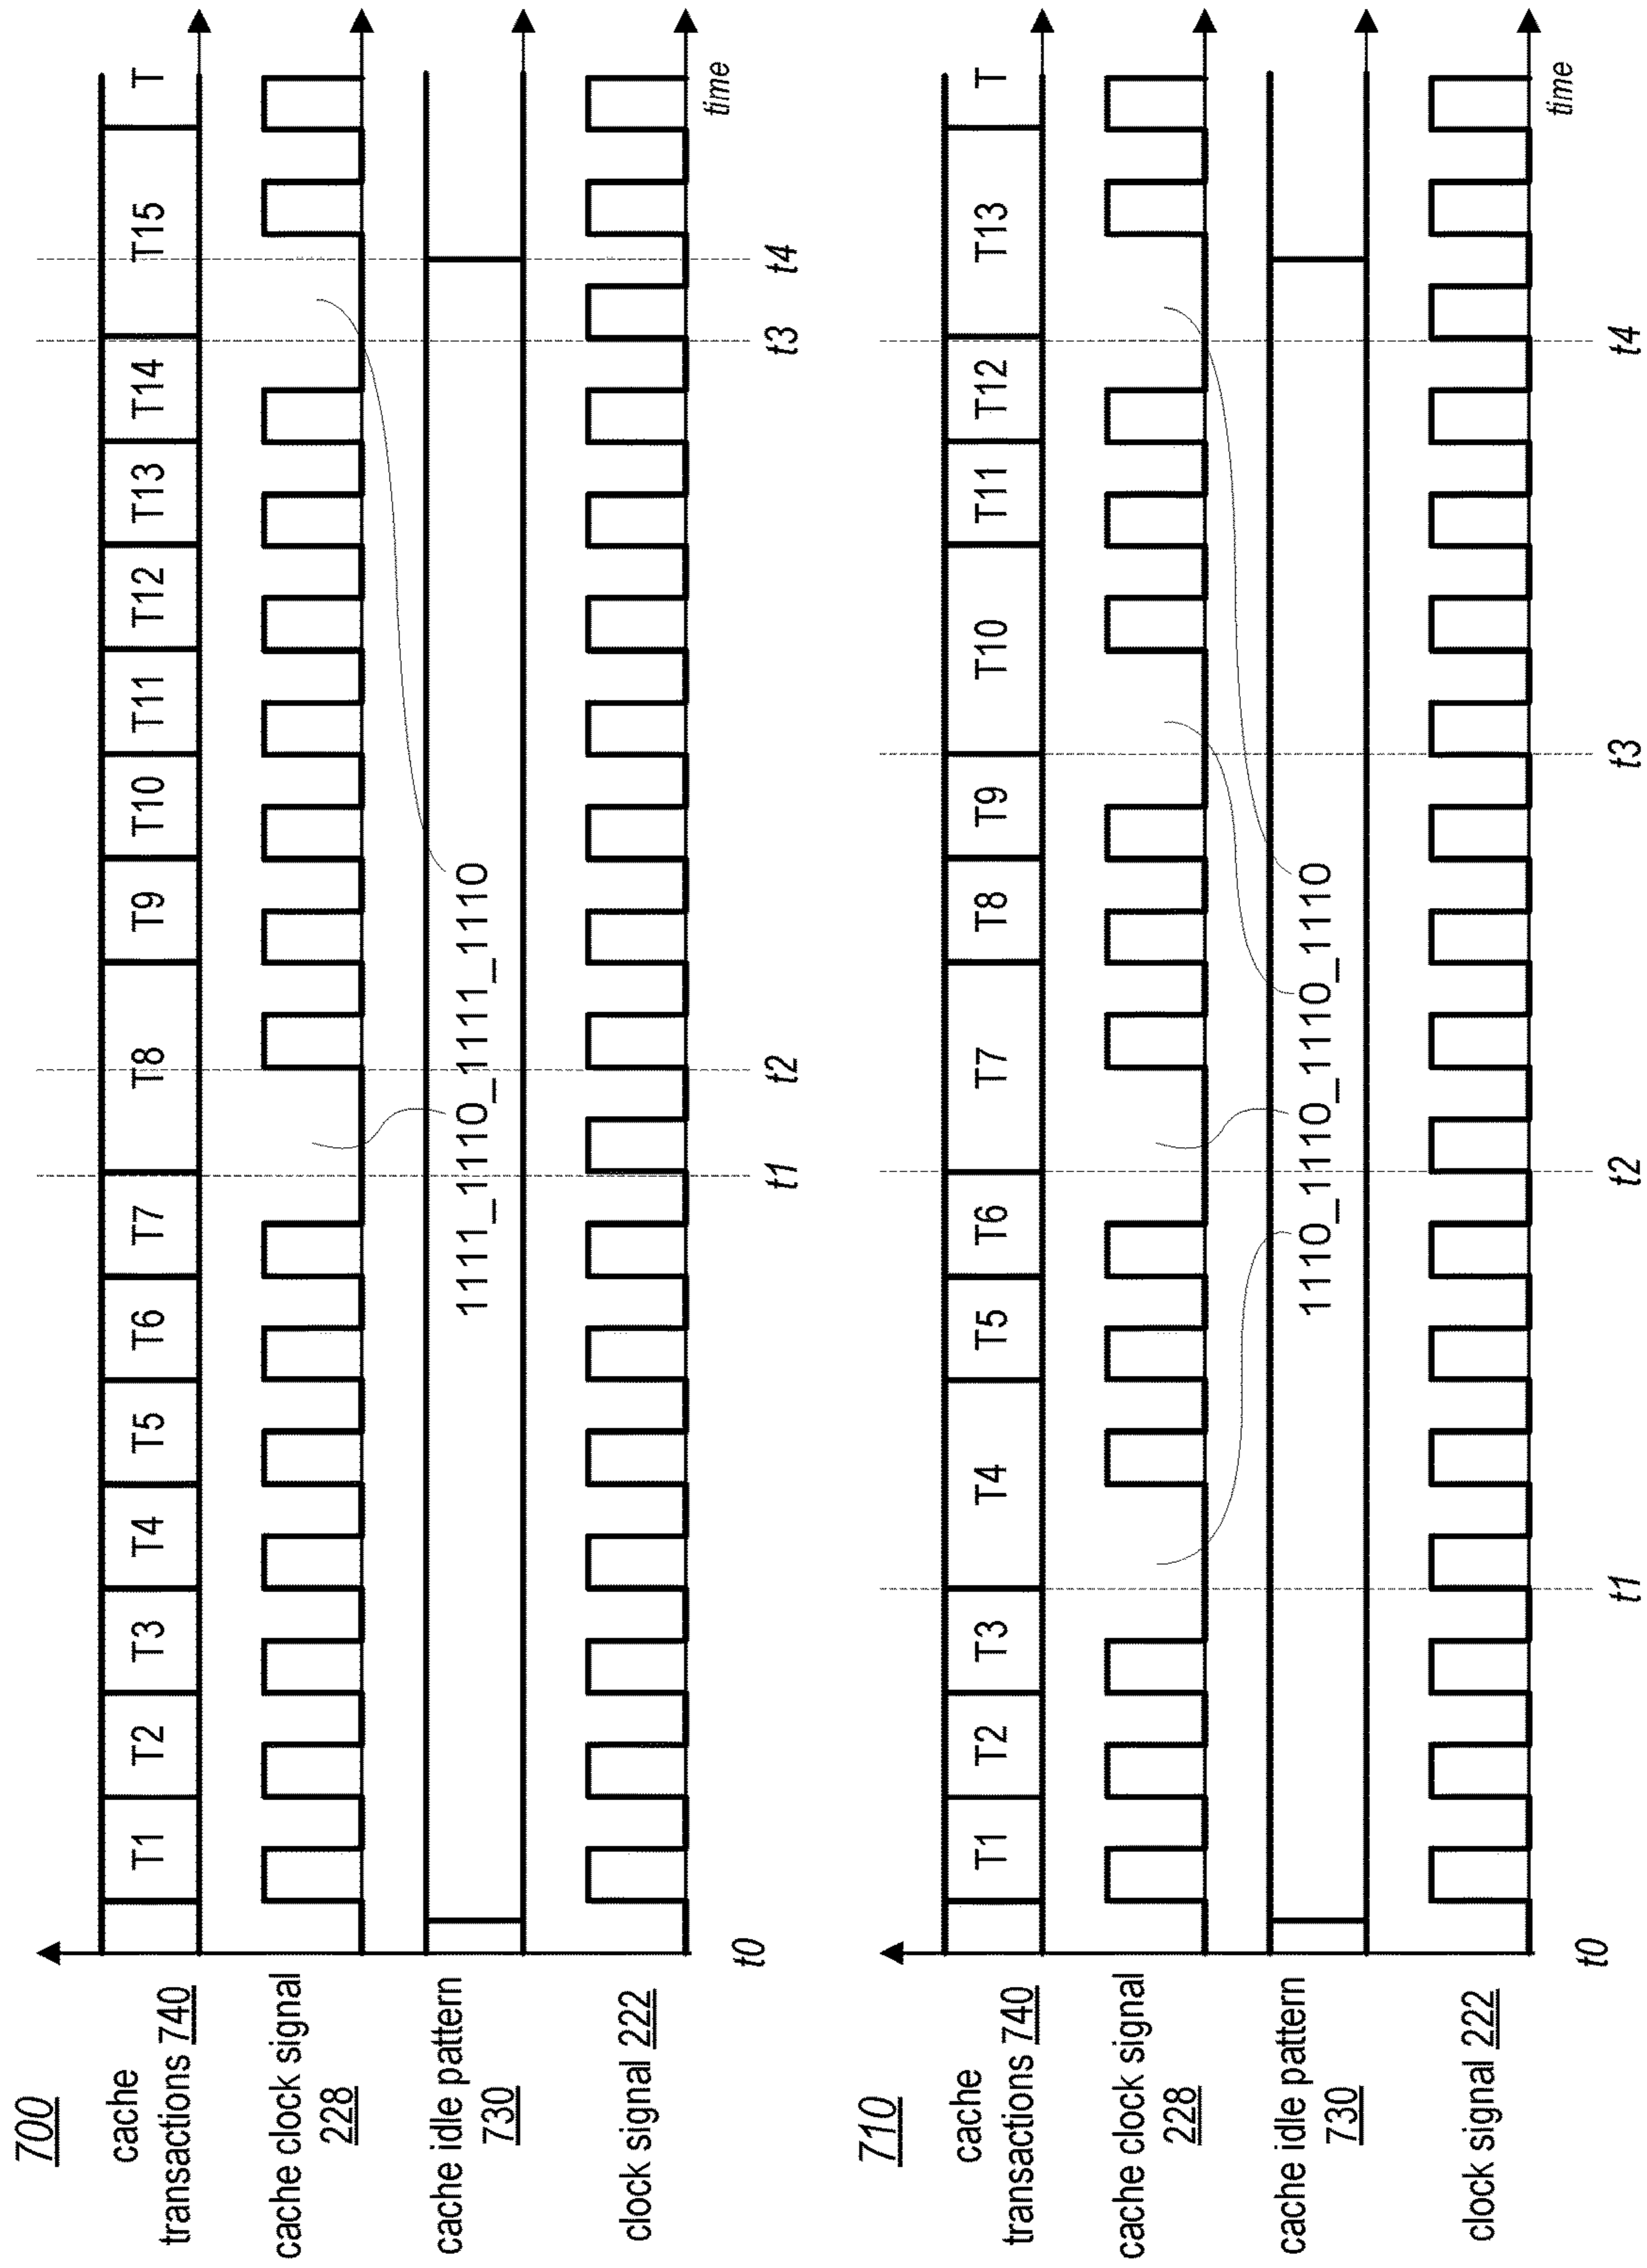 700
cache
transactions 740
T1 T2 T3 T4 T5 T6 T7 T8 T9 T10 T11 T12 T13 T14 T15 T
cache clock signal
228
cache idle pattern
730
1111_1110_1111_1110
clock signal 222
time
t0 t1 t2 t3 t4
710
cache
transactions 740
T1 T2 T3 T4 T5 T6 T7 T8 T9 T10 T11 T12 T13 T
cache clock signal
228
cache idle pattern
730
1110_1110_1110_1110
clock signal 222
time
t0 t1 t2 t3 t4